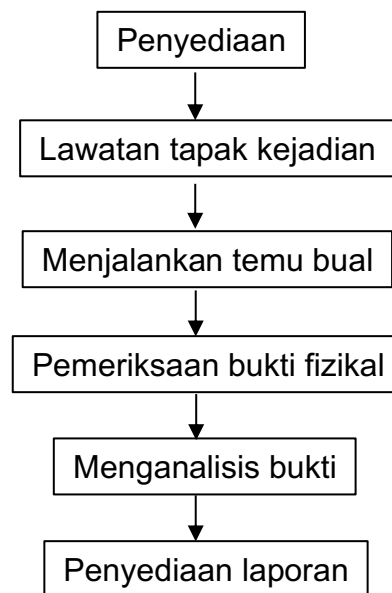 Penyediaan
Lawatan tapak kejadian
Menjalankan temu bual
Pemeriksaan bukti fizikal
Menganalisis bukti
Penyediaan laporan